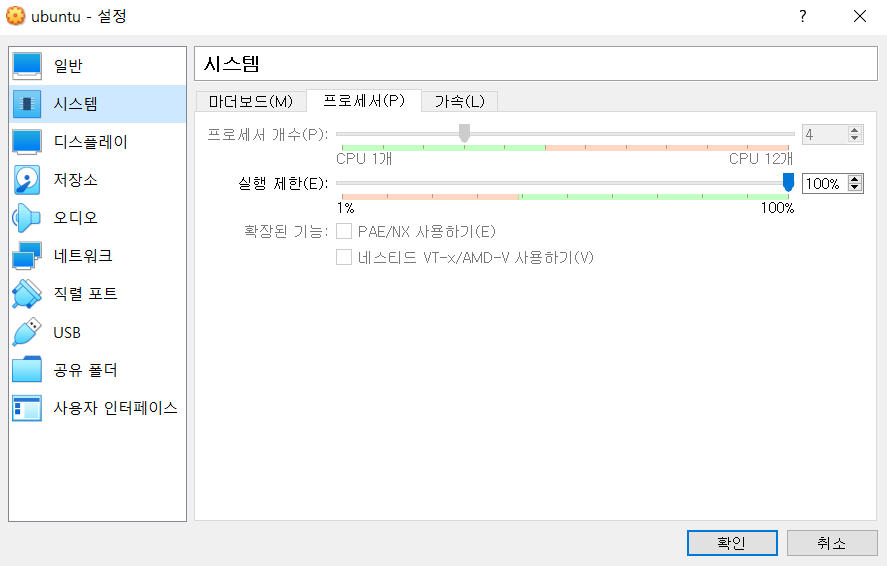 ubuntu - 설정
?
일반
시스템
디스플레이
저장소
오디오
네트워크
직렬 포트
USB
공유 폴더
사용자 인터페이스
시스템
마더보드(M) 프로세서(P) 가속(L)
프로세서 개수(P): 4
CPU 1개 CPU 12개
실행 제한(E): 100%
1% 100%
확장된 기능: PAE/NX 사용하기(E)
네스티드 VT-x/AMD-V 사용하기(V)
확인 취소